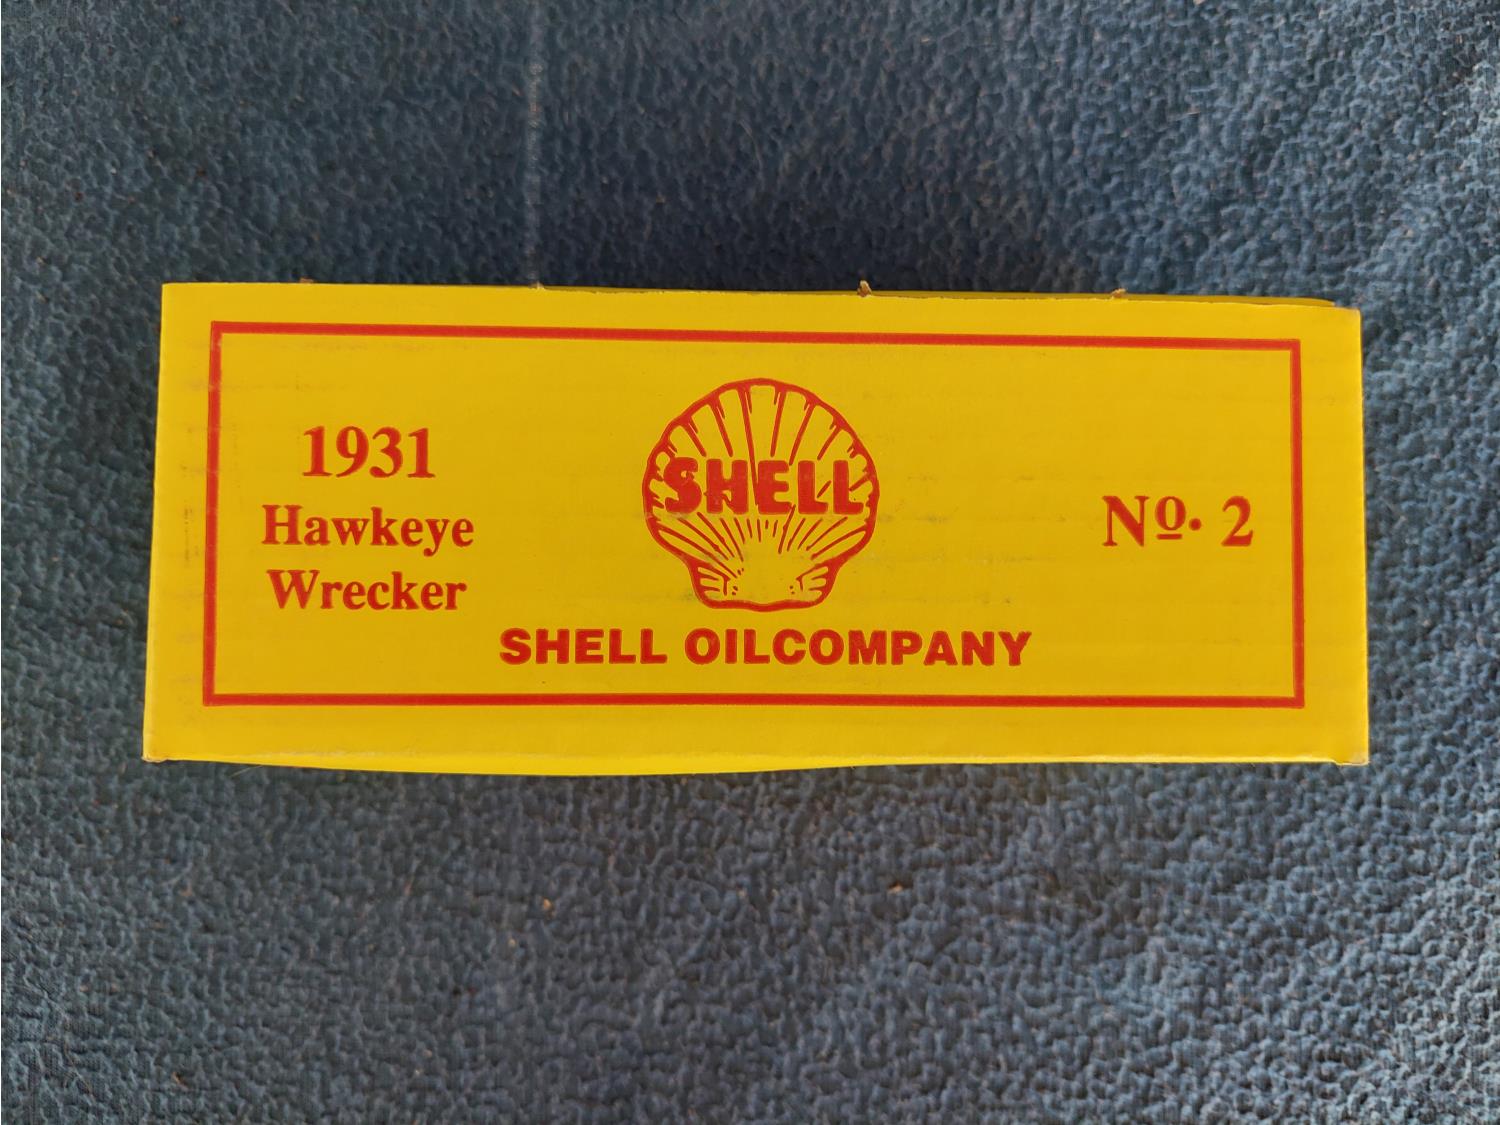 1931
Hawkeye
Wrecker
SHELL
SHELL OILCOMPANY
No. 2